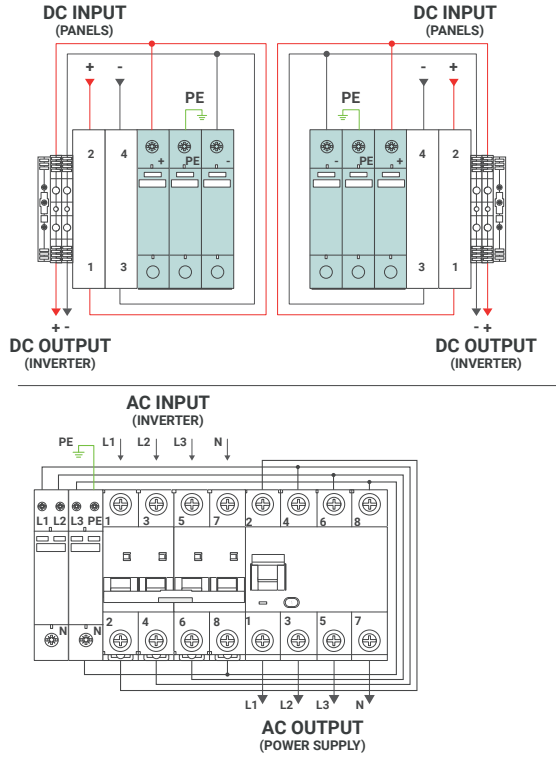 DC INPUT DC INPUT
(PANELS) (PANELS)
+ - - +
PE PE
2 4 + PE - - PE + 4 2
1 3 3 1
+ - - +
DC OUTPUT DC OUTPUT
(INVERTER) (INVERTER)
AC INPUT
(INVERTER)
PE L1 L2 L3 N
L1 L2 L3 PE 1 3 5 7 2 4 6 8
N N 2 4 6 8 1 3 5 7
L1 L2 L3 N
AC OUTPUT
(POWER SUPPLY)